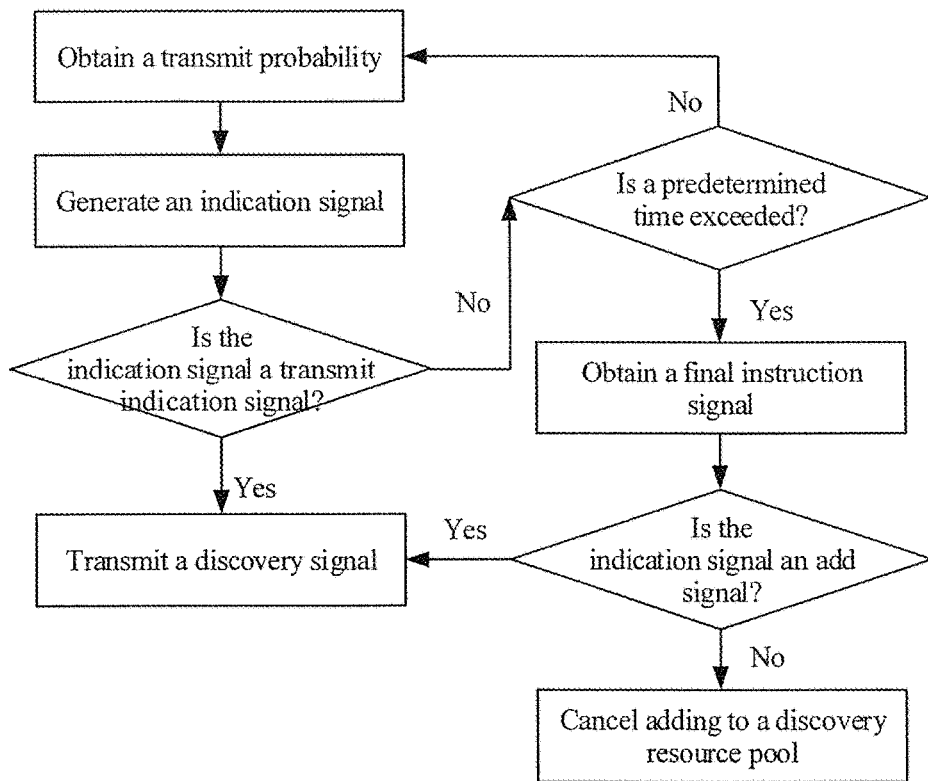 Obtain a transmit probability
No
Generate an indication signal
Is a predetermined
time exceeded?
No
Yes
Is the
indication signal a transmit
indication signal?
Obtain a final instruction
signal
Yes
Yes
Transmit a discovery signal
Is the
indication signal an add
signal?
No
Cancel adding to a discovery
resource pool